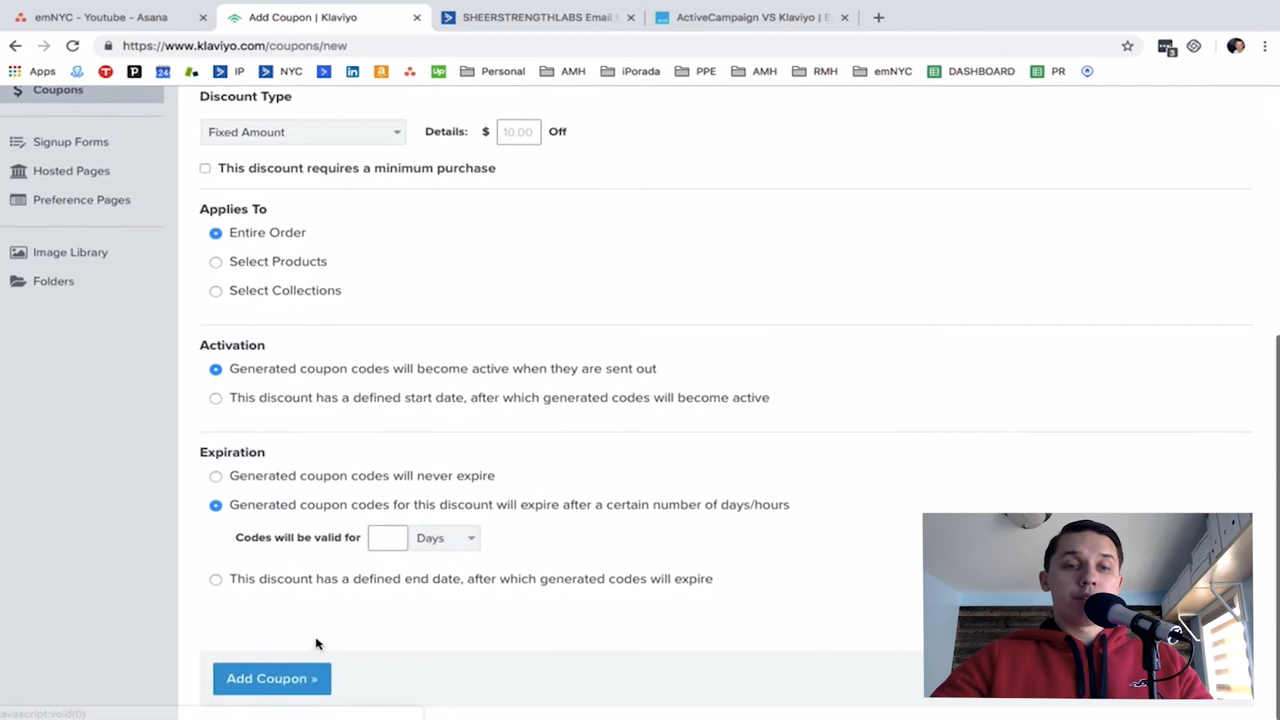 emNYC - Youtube - Asana
Add Coupon | Klaviyo
SHEERSTRENGTHLABS Email
ActiveCampaign VS Klaviyo | E
https://www.klaviyo.com/coupons/new
Apps
IP
NYC
Personal
AMH
iPorada
PPE
AMH
RMH
emNYC
DASHBOARD
PR
Coupons
Signup Forms
Hosted Pages
Preference Pages
Image Library
Folders
Discount Type
Fixed Amount
Details: $ 10.00 Off
This discount requires a minimum purchase
Applies To
Entire Order
Select Products
Select Collections
Activation
Generated coupon codes will become active when they are sent out
This discount has a defined start date, after which generated codes will become active
Expiration
Generated coupon codes will never expire
Generated coupon codes for this discount will expire after a certain number of days/hours
Codes will be valid for Days
This discount has a defined end date, after which generated codes will expire
Add Coupon »
avascript:void(0)